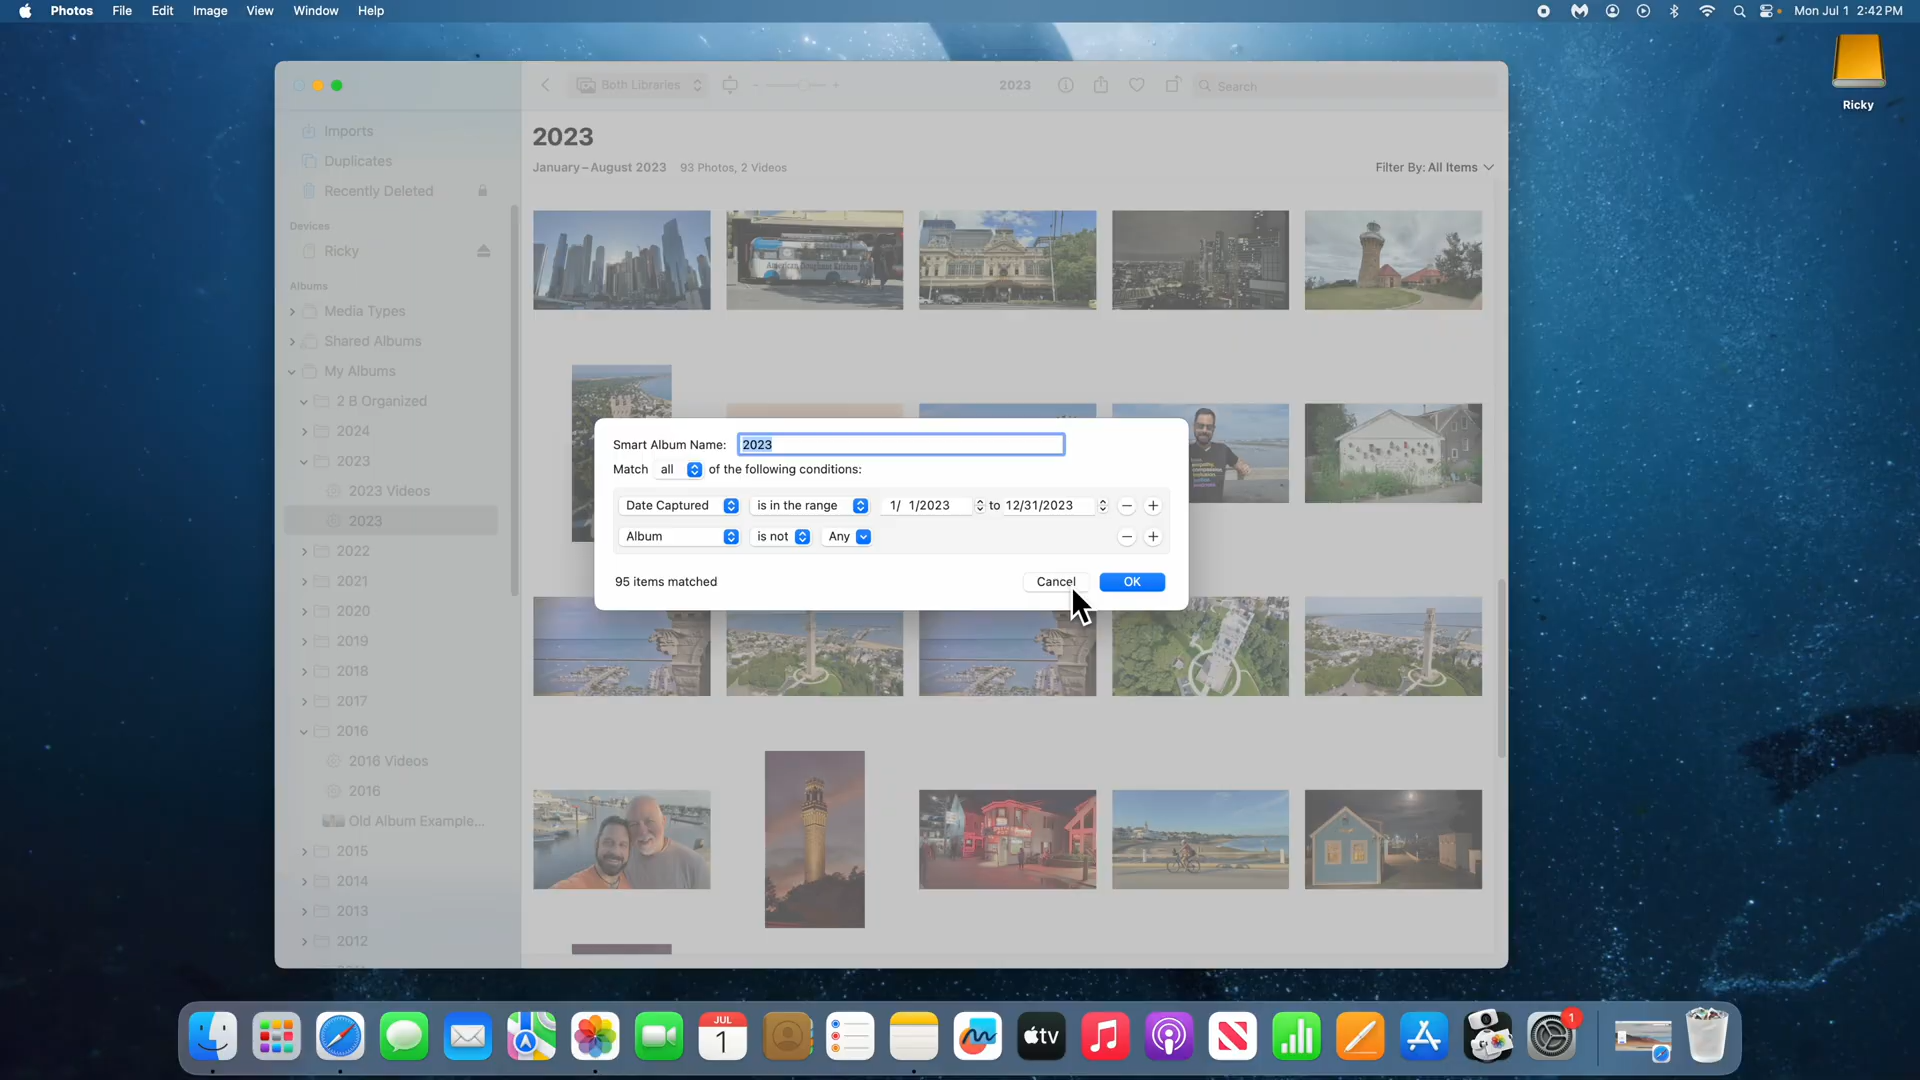 Photos File Edit Image View Window Help
Mon Jul 1 2:42 PM
Ricky
Both Libraries
2023
Search
Imports
Duplicates
Recently Deleted
Devices
Ricky
Albums
Media Types
Shared Albums
My Albums
2 B Organized
2024
2023
2023 Videos
2023
2022
2021
2020
2019
2018
2017
2016
2016 Videos
2016
Old Album Example...
2015
2014
2013
2012
2023
January – August 2023 93 Photos, 2 Videos
Filter By: All Items
Smart Album Name: 2023
Match all of the following conditions:
Date Captured is in the range 1/ 1/2023 to 12/31/2023
Album is not Any
95 items matched
Cancel OK
JUL
1
tv
1